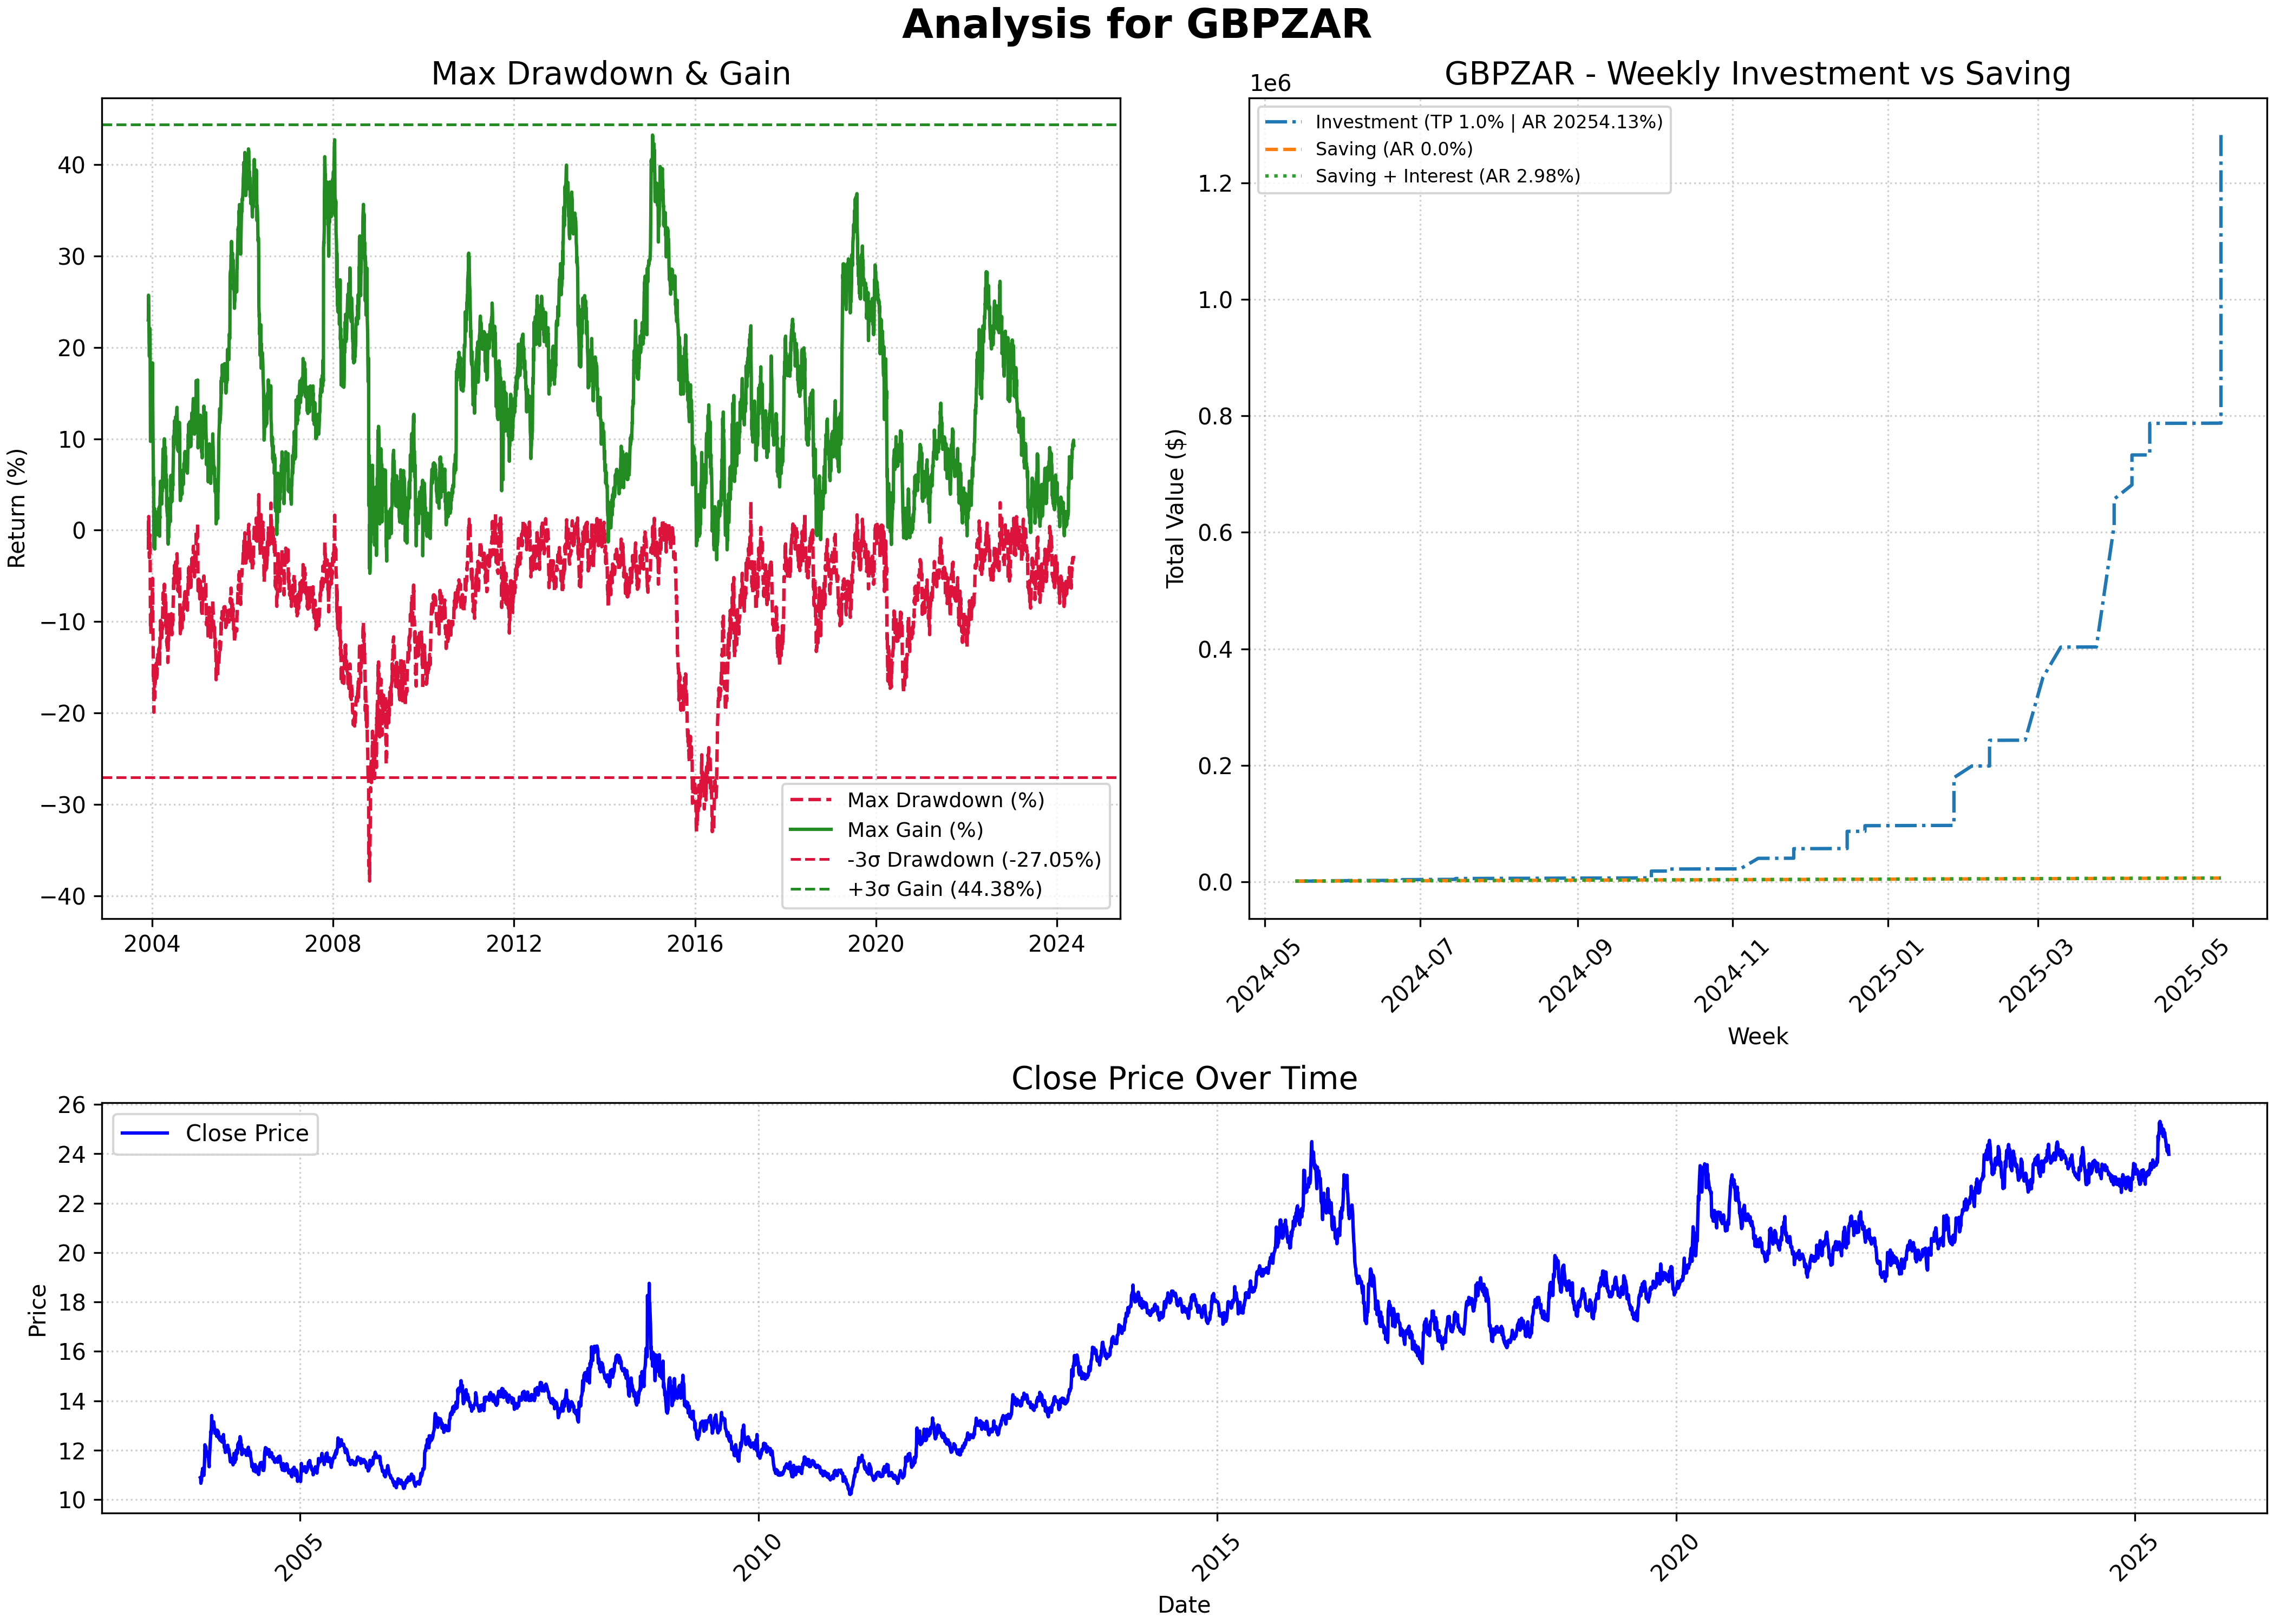 Analysis for GBPZAR
Max Drawdown & Gain
Return (%)
40
30
20
10
0
−10
−20
−30
−40
2004
2008
2012
2016
2020
2024
Max Drawdown (%)
Max Gain (%)
-3σ Drawdown (-27.05%)
+3σ Gain (44.38%)
GBPZAR - Weekly Investment vs Saving
1e6
Investment (TP 1.0% | AR 20254.13%)
Saving (AR 0.0%)
Saving + Interest (AR 2.98%)
Total Value ($)
1.2
1.0
0.8
0.6
0.4
0.2
0.0
2024-05
2024-07
2024-09
2024-11
2025-01
2025-03
2025-05
Week
Close Price Over Time
Close Price
Price
26
24
22
20
18
16
14
12
10
2005
2010
2015
2020
2025
Date